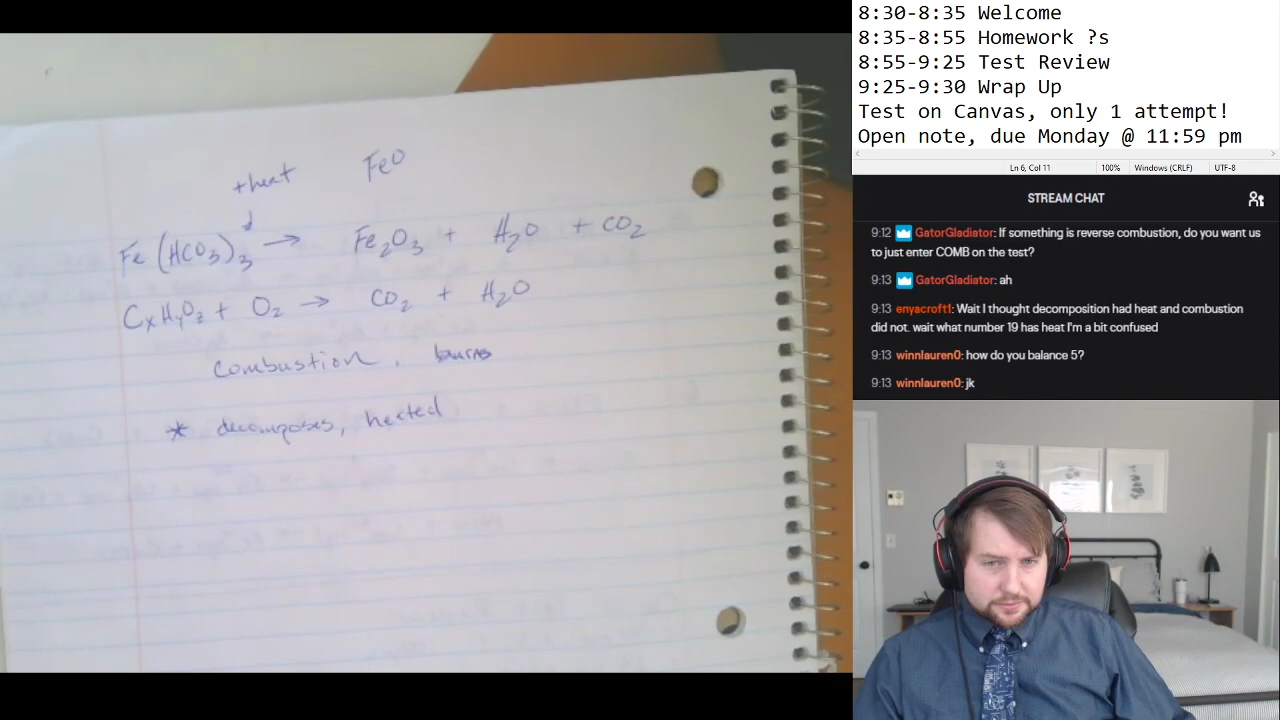 +heat FeO
Fe(HCO3)3 → Fe2O3 + H2O + CO2
CxHyOz + O2 → CO2 + H2O
combustion, burns
* decomposes, heated
8:30-8:35 Welcome
8:35-8:55 Homework ?s
8:55-9:25 Test Review
9:25-9:30 Wrap Up
Test on Canvas, only 1 attempt!
Open note, due Monday @ 11:59 pm
Ln 6, Col 11 100% Windows (CRLF) UTF-8
STREAM CHAT
9:12 GatorGladiator: If something is reverse combustion, do you want us
to just enter COMB on the test?
9:13 GatorGladiator: ah
9:13 enyacroft1: Wait I thought decomposition had heat and combustion
did not. wait what number 19 has heat I'm a bit confused
9:13 winnlauren0: how do you balance 5?
9:13 winnlauren0: jk